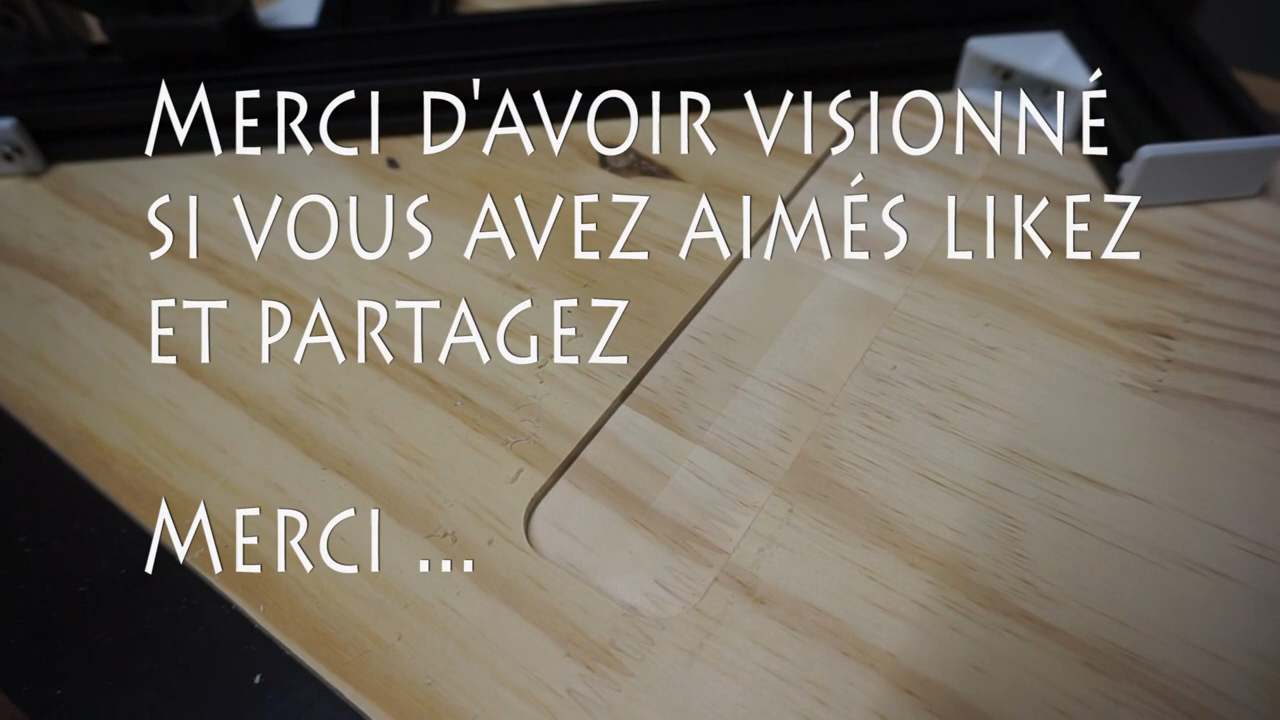 Merci d'avoir visionné
si vous avez aimés likez
et partagez
Merci ...